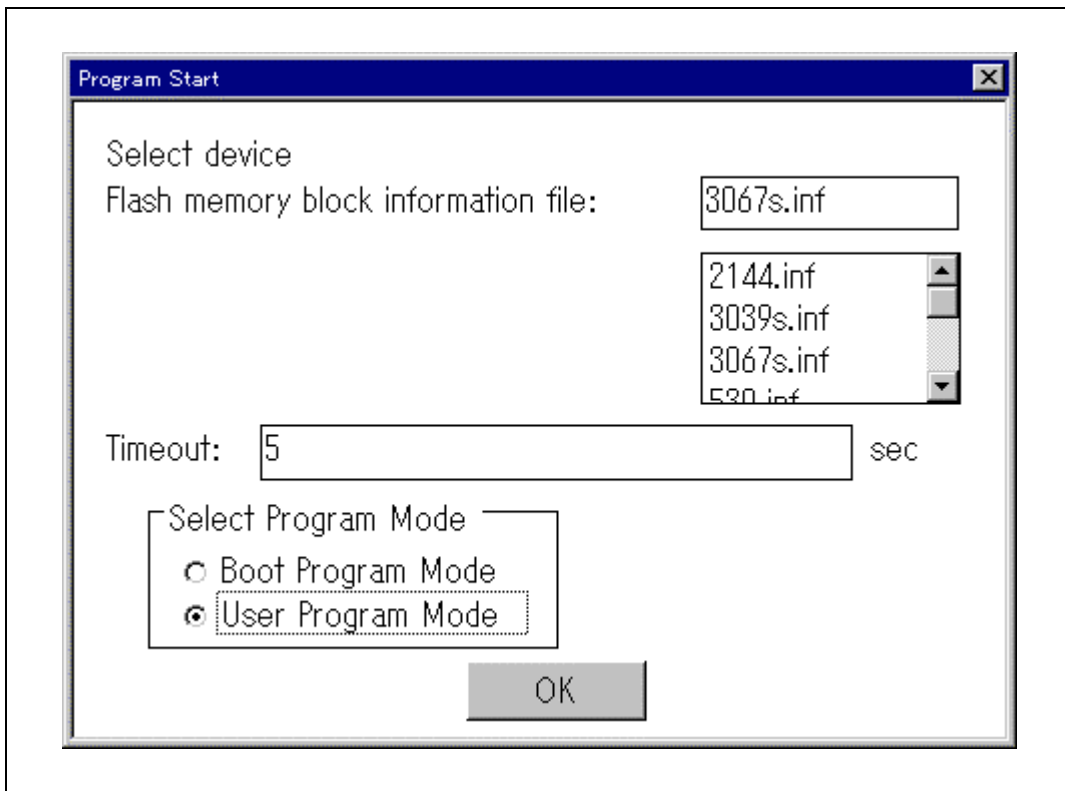 Program Start
Select device
Flash memory block information file: 3067s.inf
2144.inf
3039s.inf
3067s.inf
Timeout: 5 sec
Select Program Mode
Boot Program Mode
User Program Mode
OK